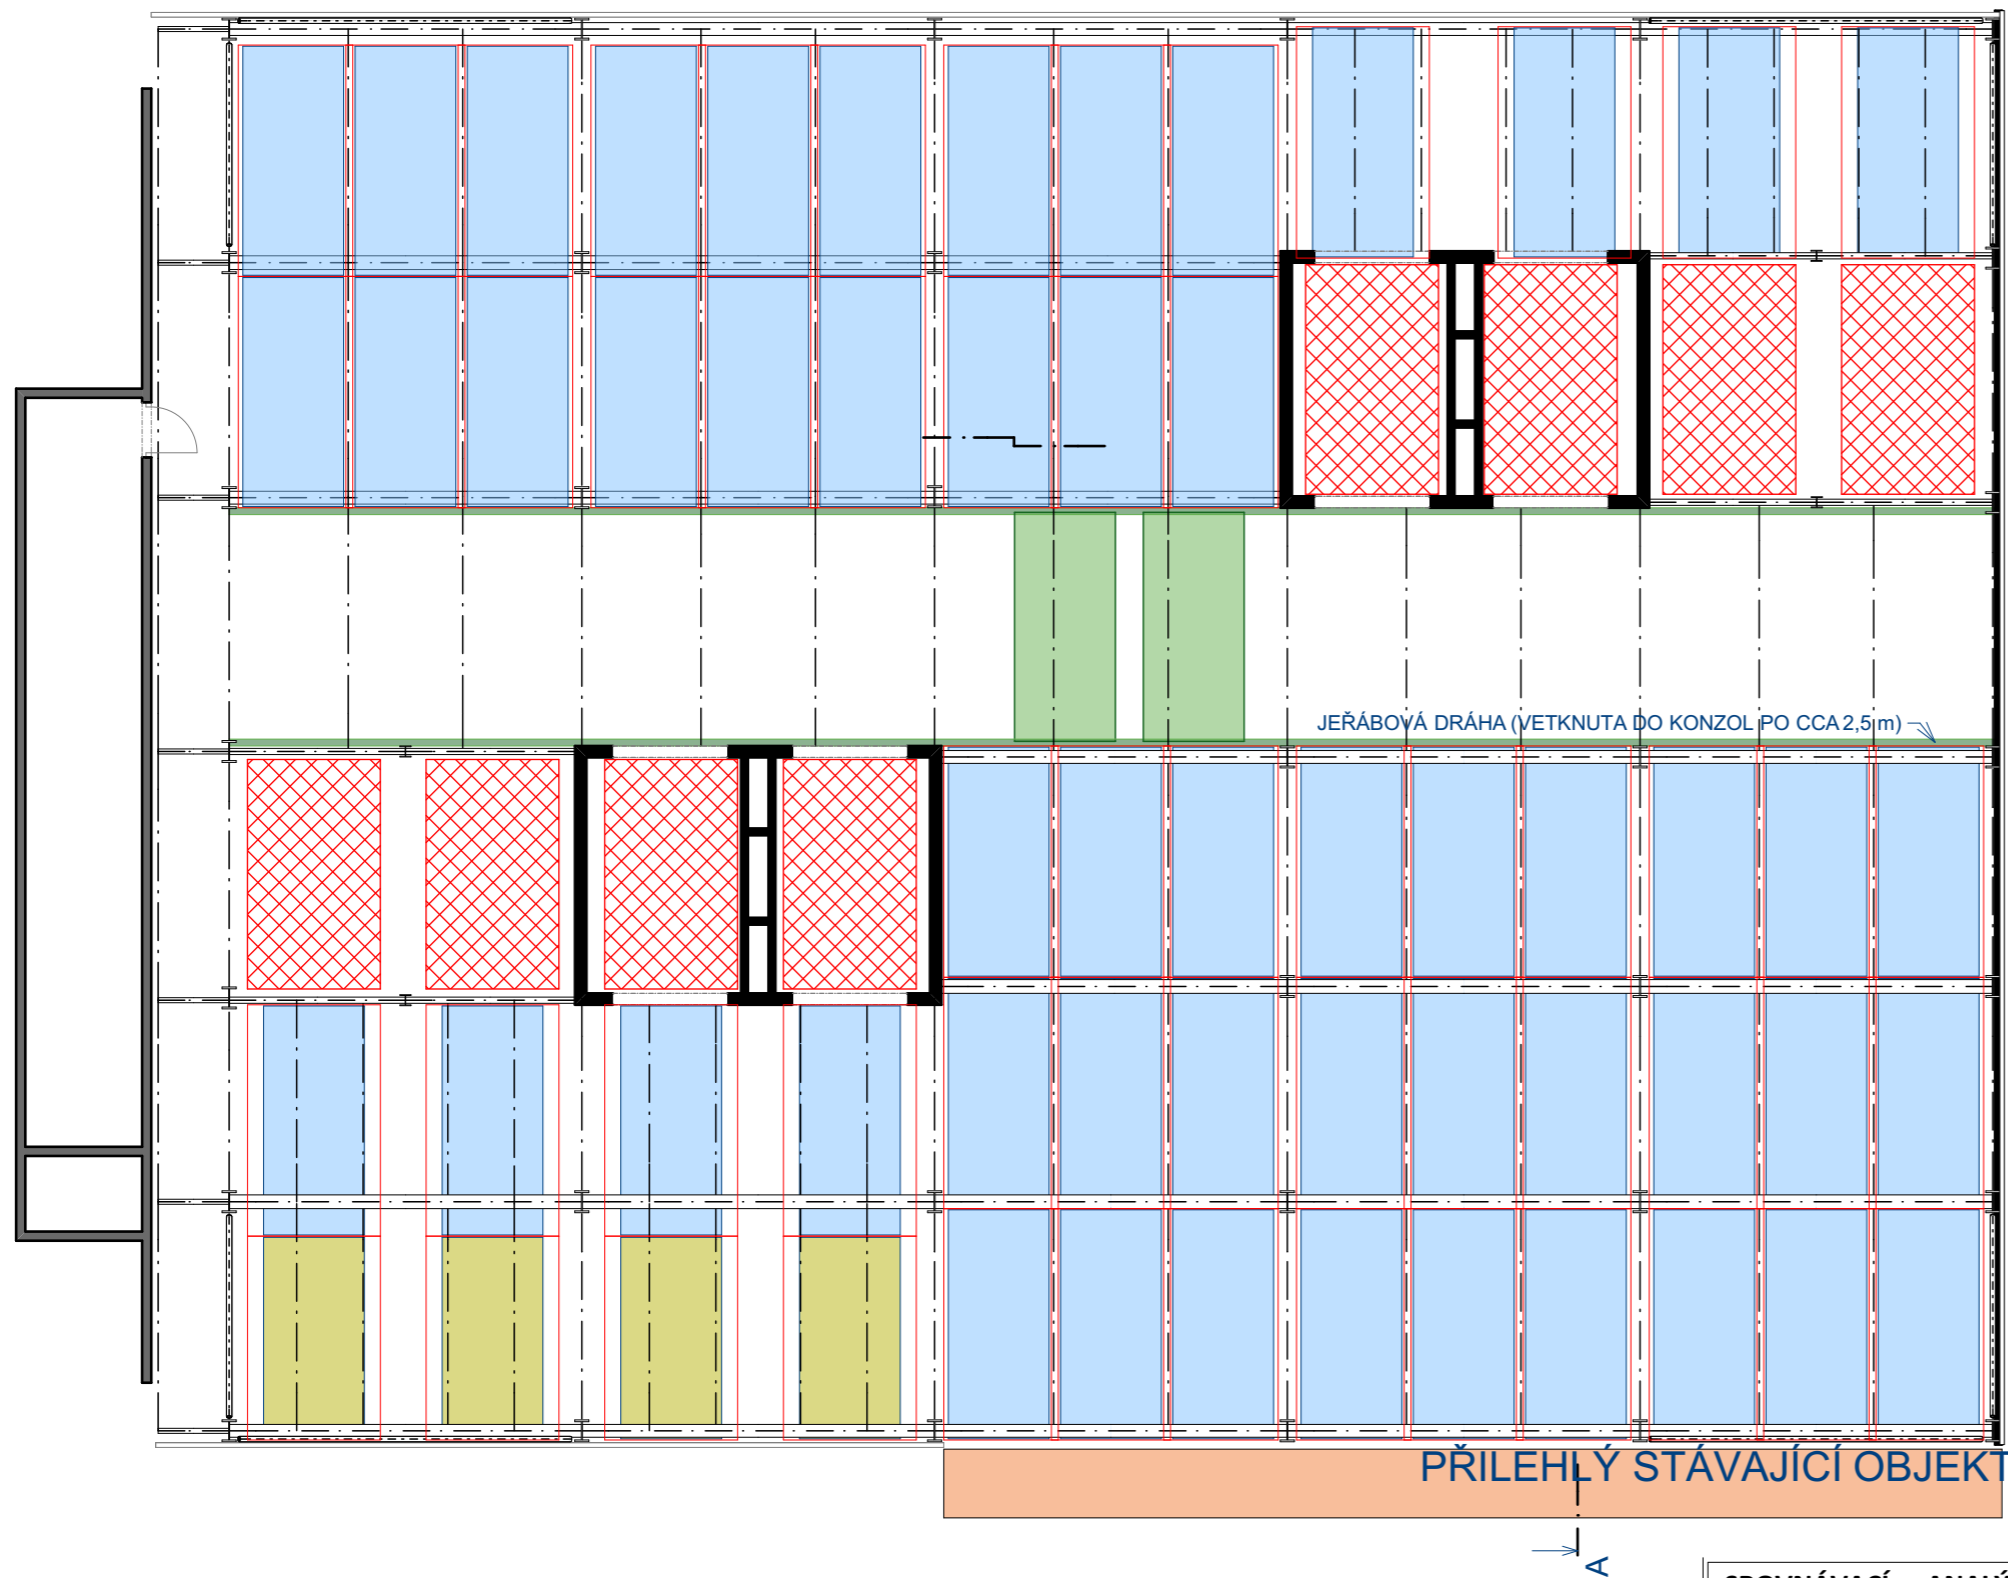 JEŘÁBOVÁ DRÁHA (VETKNUTA DO KONZOL PO CCA 2,5 m)
PŘILEHLÝ STÁVAJÍCÍ OBJEKT
A